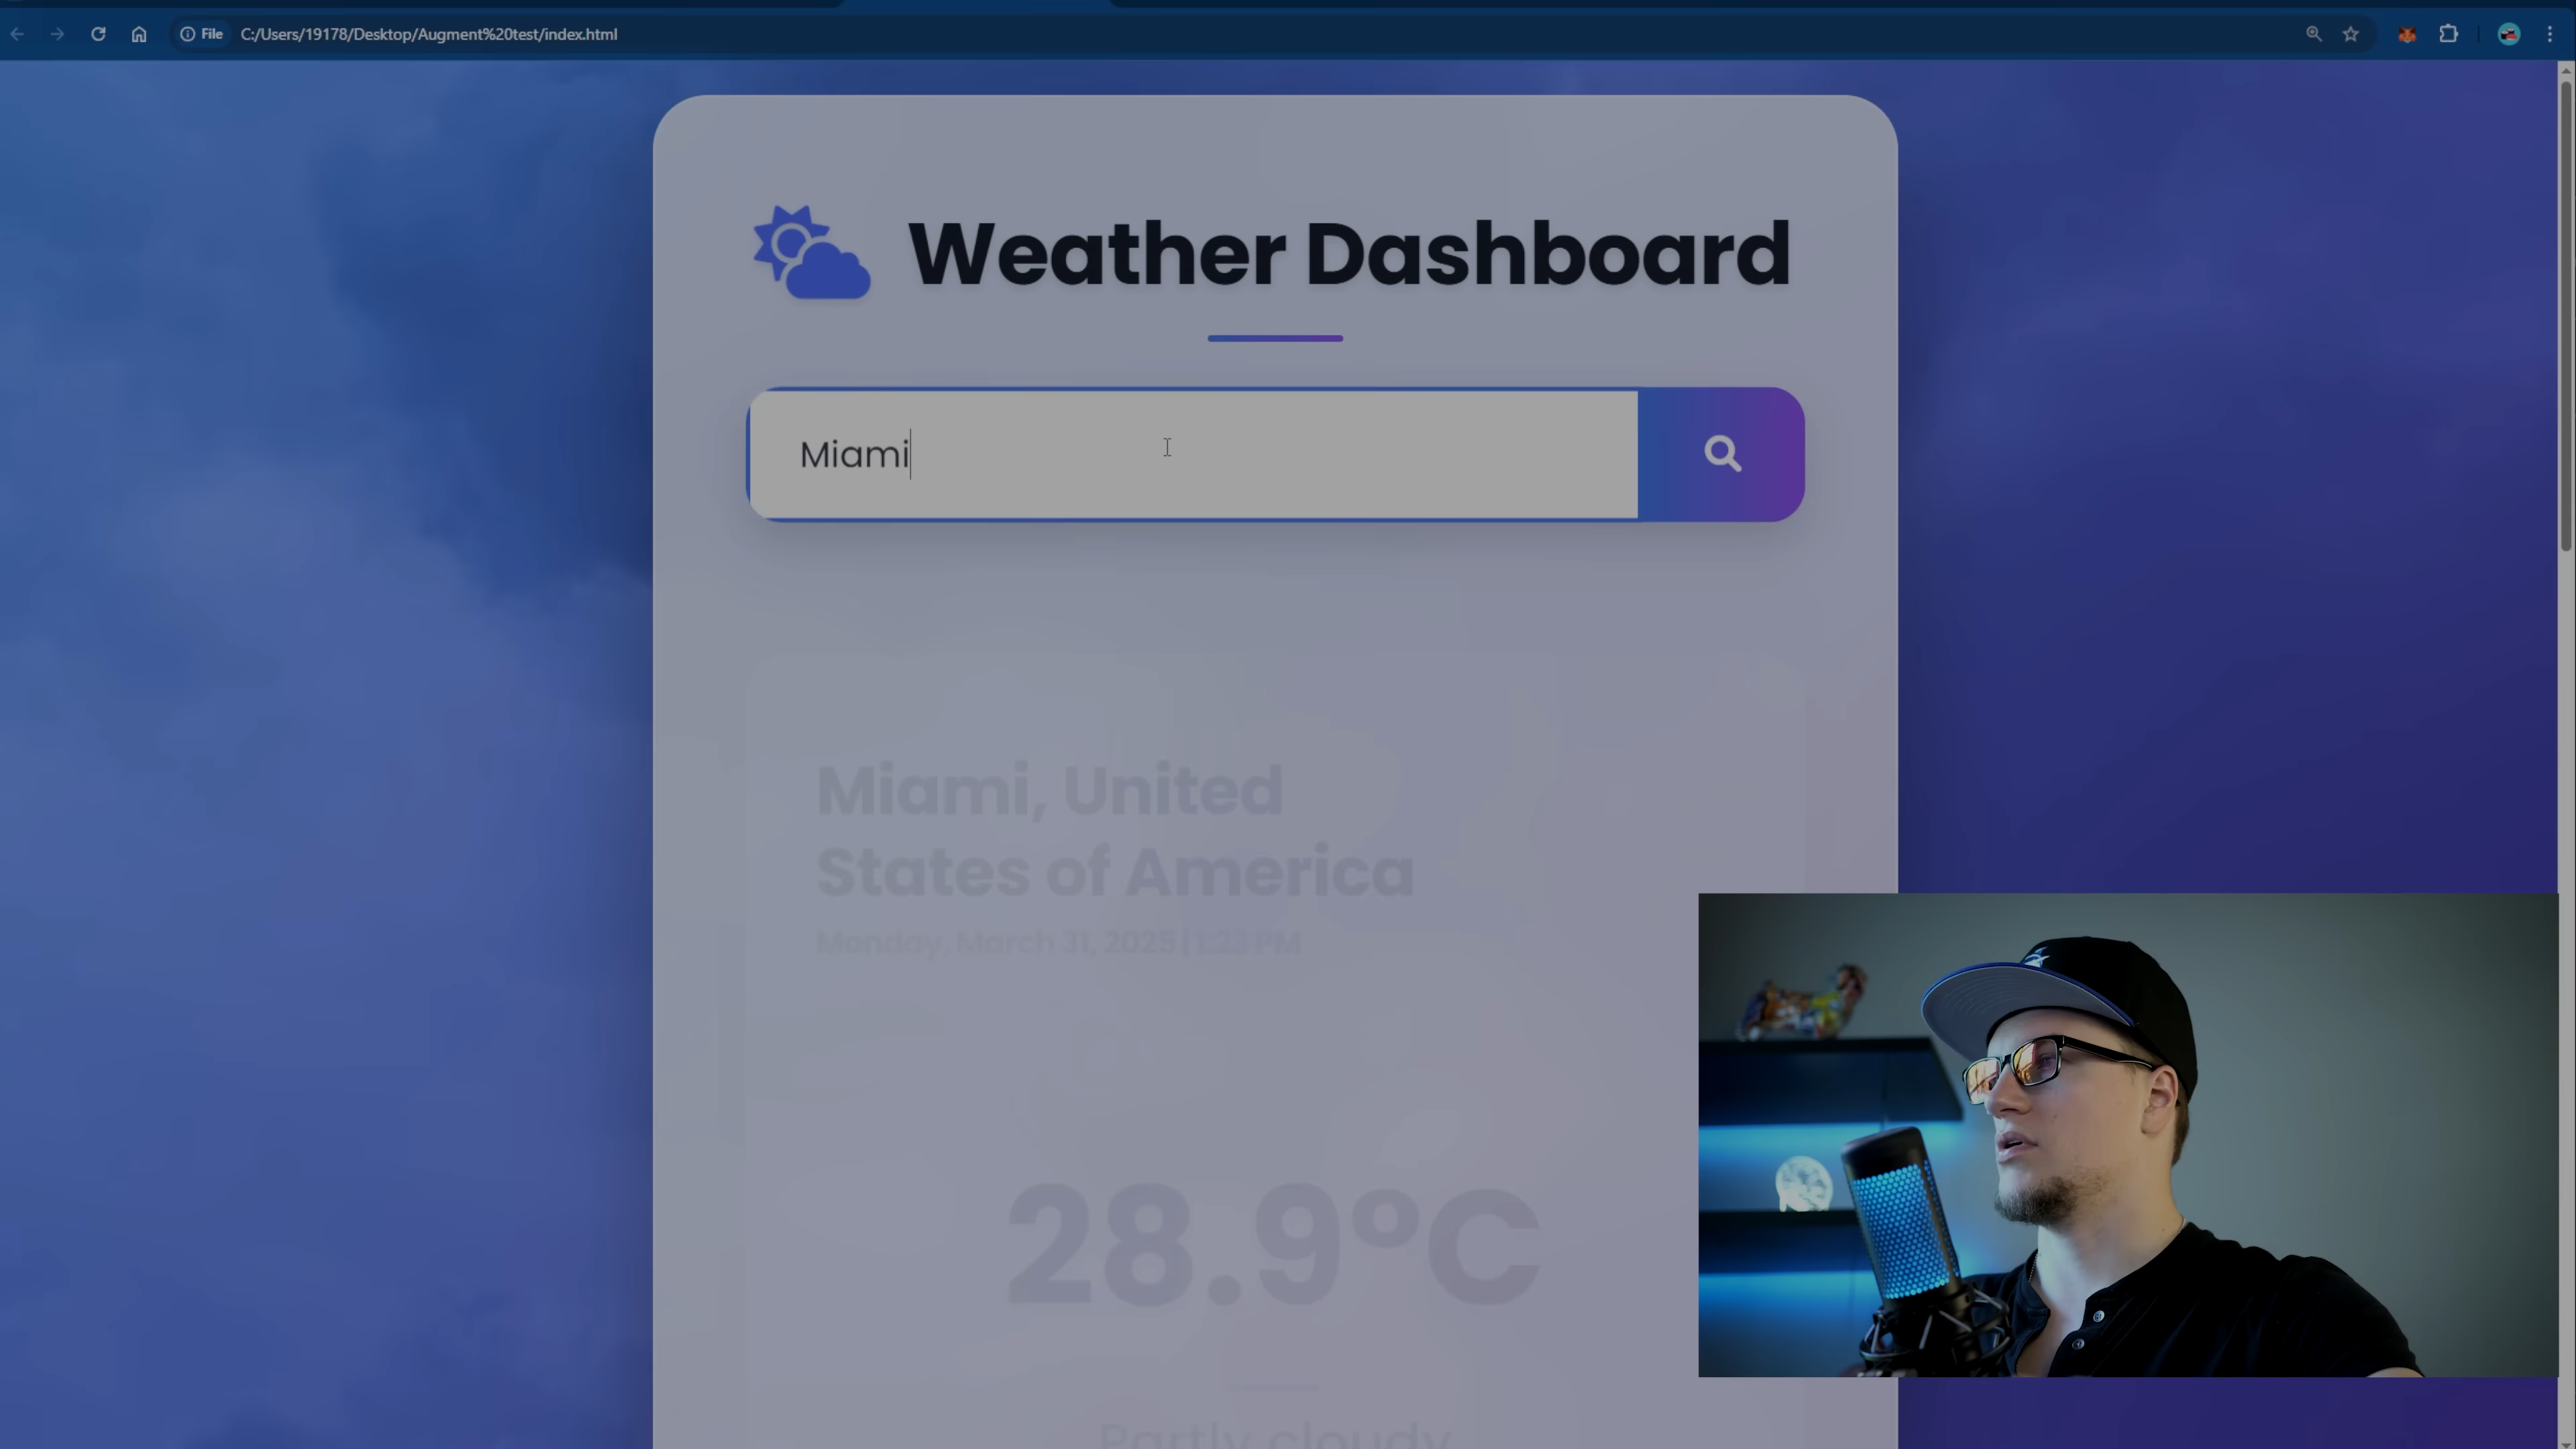 File
C:/Users/19178/Desktop/Augment%20test/index.html
Weather Dashboard
Miami
Miami, United
States of America
Monday, March 31, 2025 | 1:23 PM
28.9°C
Partly cloudy